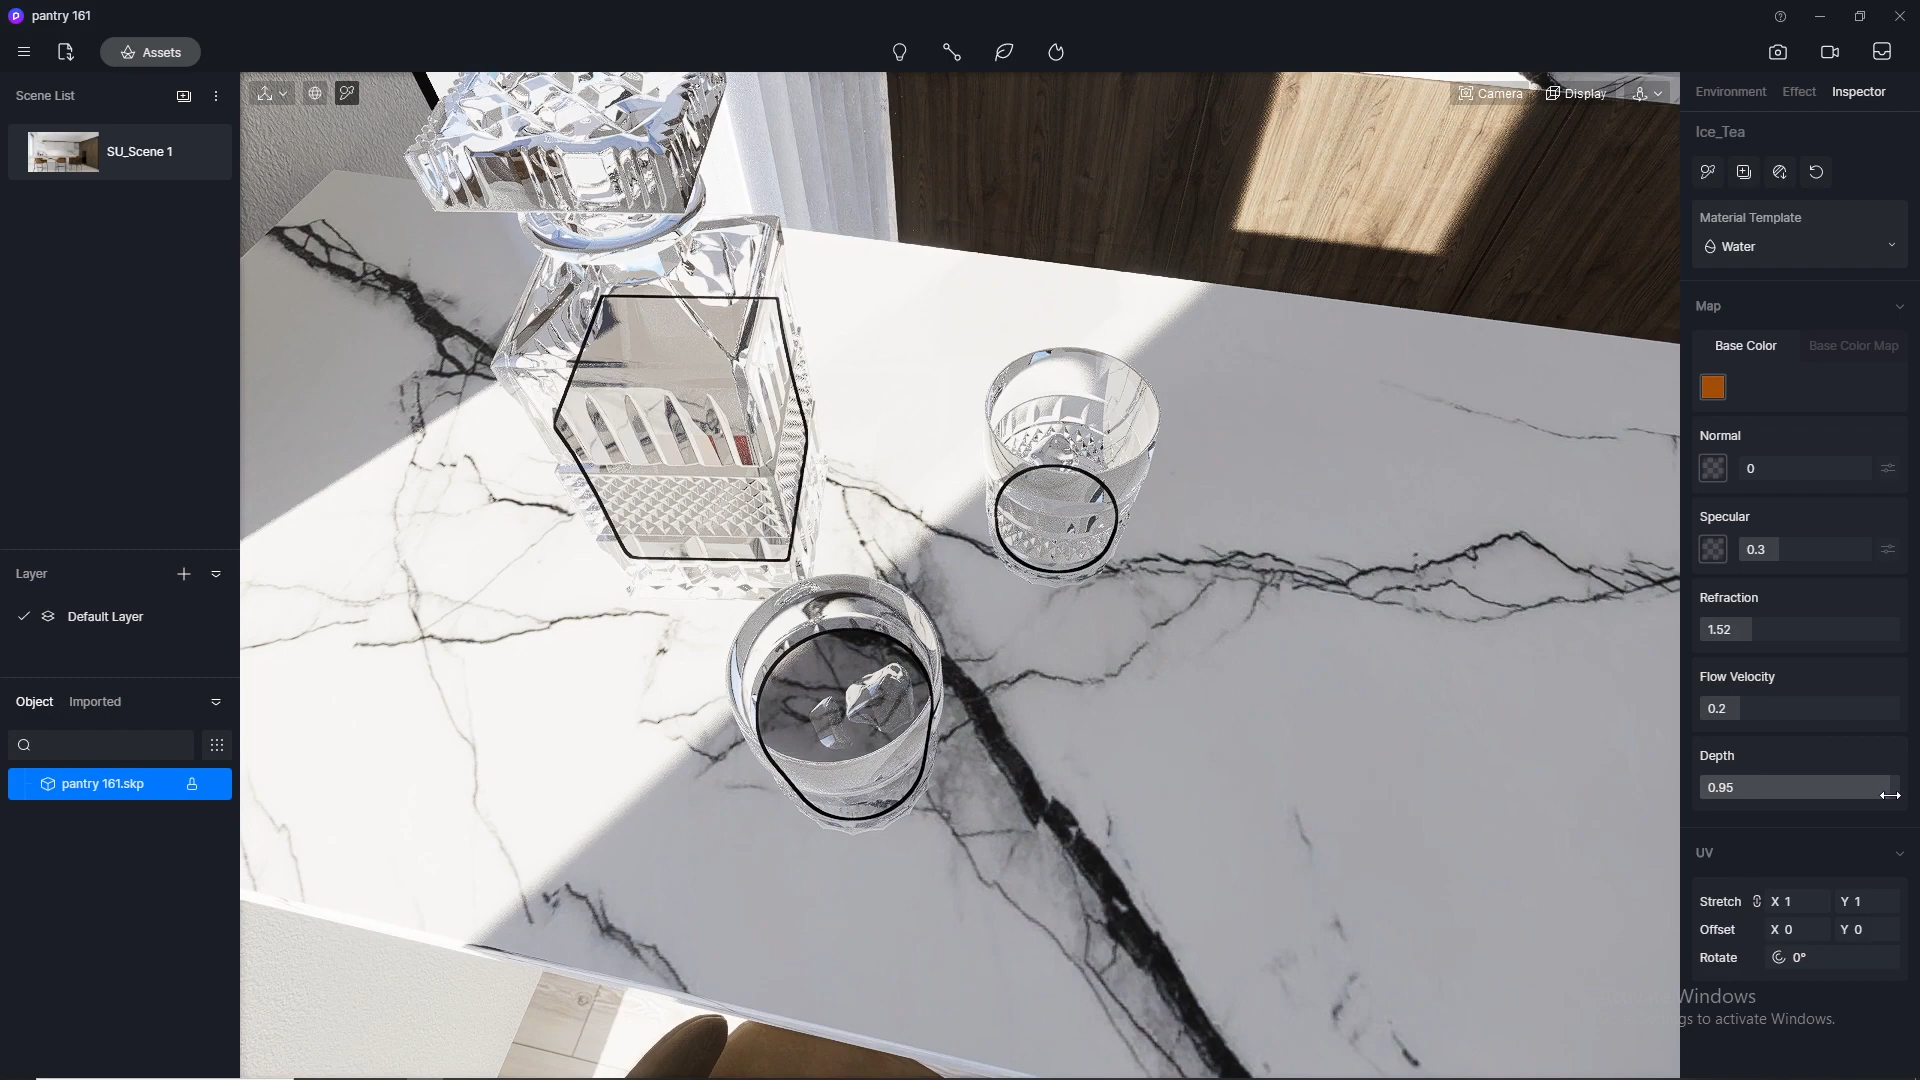 pantry 161
Assets
Scene List
SU_Scene 1
Layer
Default Layer
Object Imported
pantry 161.skp
Camera Display
Environment Effect Inspector
Ice_Tea
Material Template
Water
Map
Base Color Base Color Map
Normal
0
Specular
0.3
Refraction
1.52
Flow Velocity
0.2
Depth
0.95
UV
Stretch X 1 Y 1
Offset X 0 Y 0
Rotate 0°
Windows
to activate Windows.